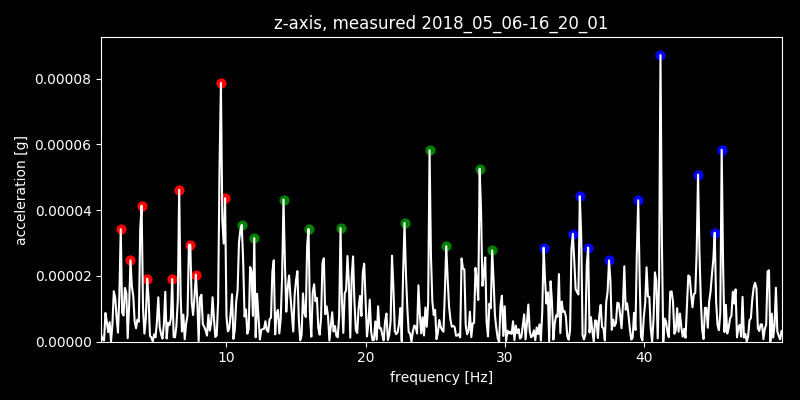 z-axis, measured 2018_05_06-16_20_01
0.00008
0.00006
0.00004
0.00002
0.00000
acceleration [g]
10 20 30 40
frequency [Hz]